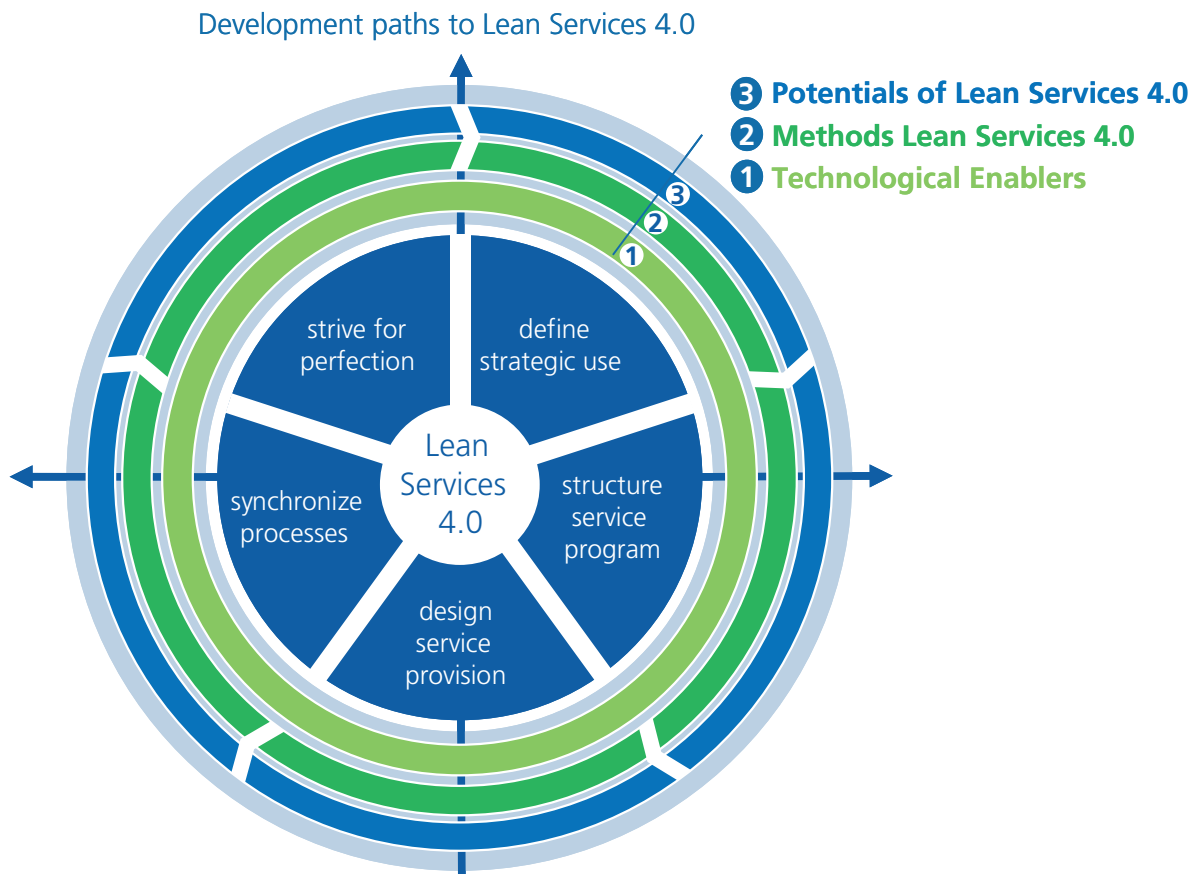 Development paths to Lean Services 4.0
3 Potentials of Lean Services 4.0
2 Methods Lean Services 4.0
1 Technological Enablers
3
2
1
strive for
perfection
define
strategic use
Lean
Services
4.0
synchronize
processes
structure
service
program
design
service
provision